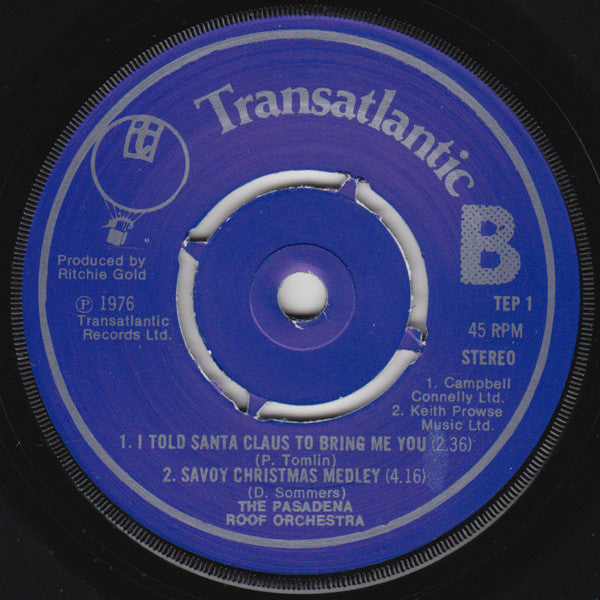 Transatlantic
B
Produced by
Ritchie Gold
℗ 1976
Transatlantic
Records Ltd.
TEP 1
45 RPM
STEREO
1. Campbell
Connelly Ltd.
2. Keith Prowse
Music Ltd.
1. I TOLD SANTA CLAUS TO BRING ME YOU (2.36)
(P. Tomlin)
2. SAVOY CHRISTMAS MEDLEY (4.16)
(D. Sommers)
THE PASADENA
ROOF ORCHESTRA